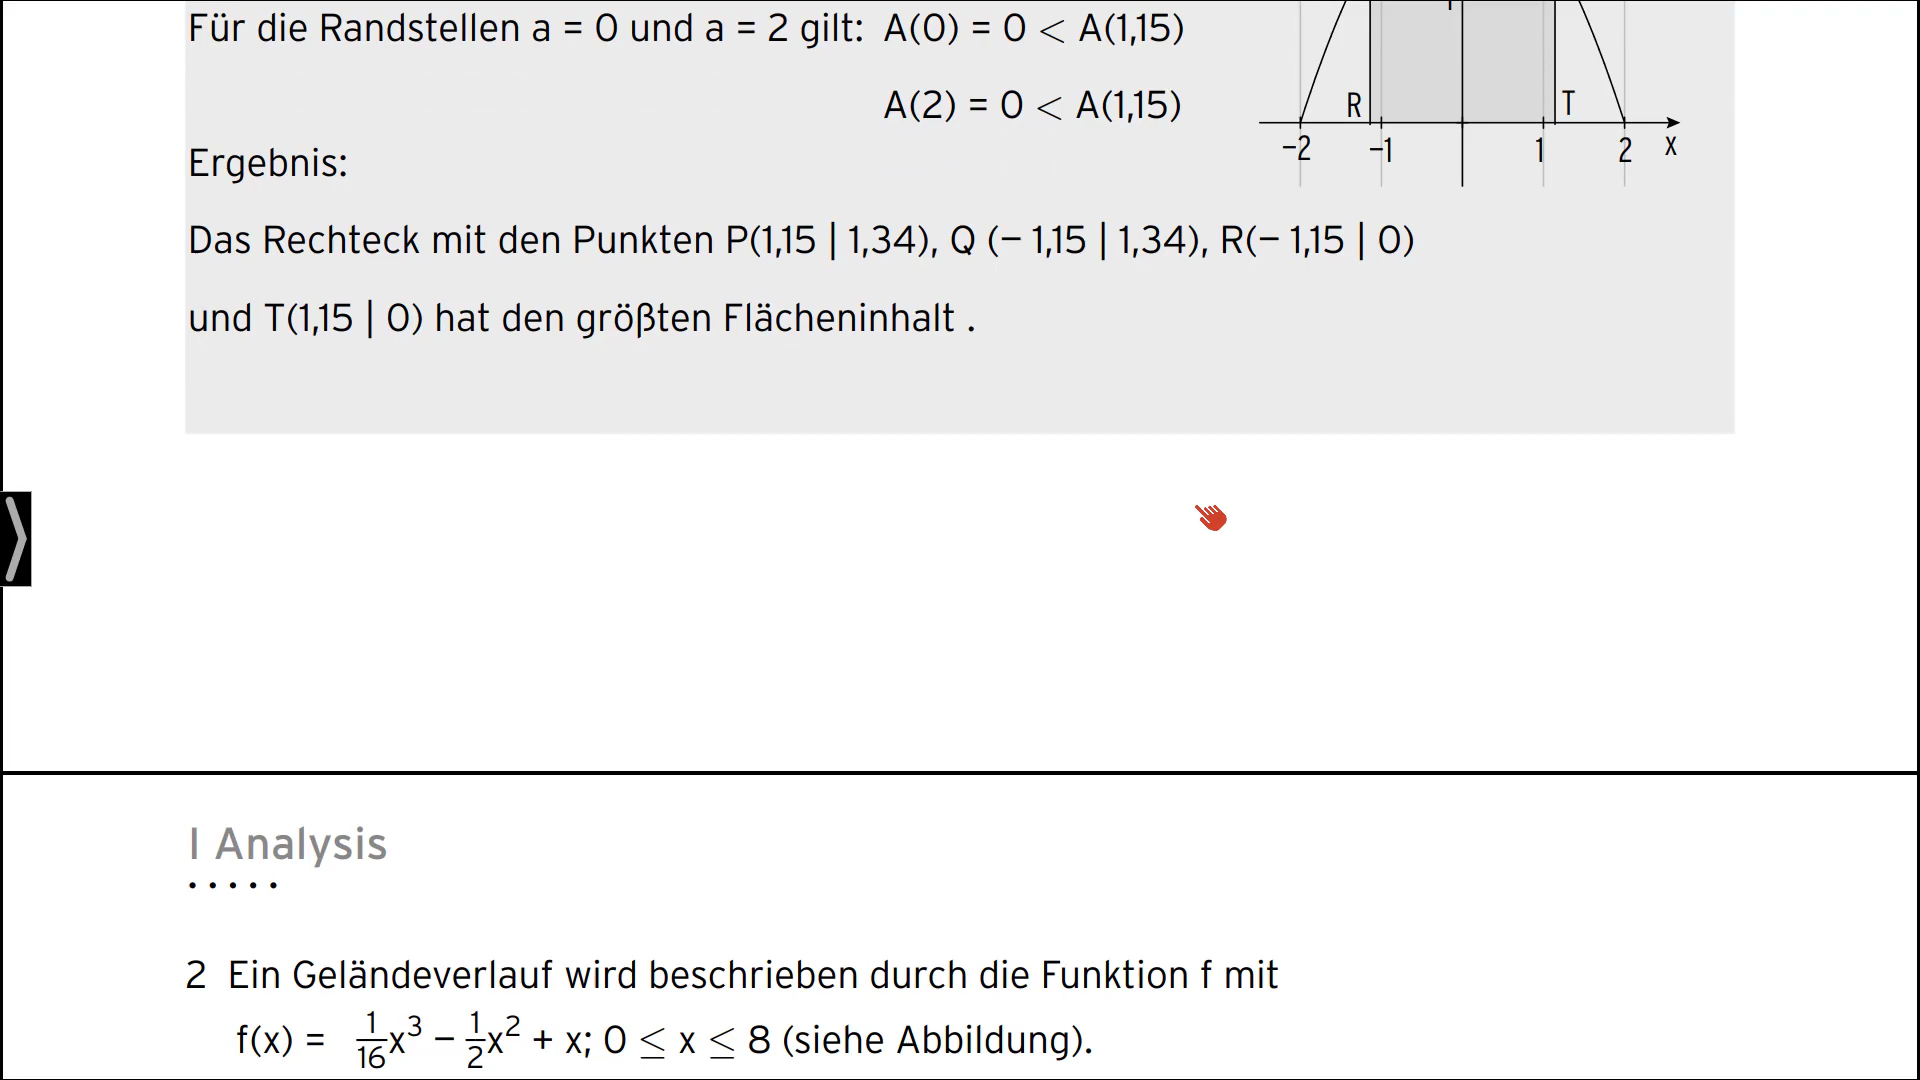 Für die Randstellen a = 0 und a = 2 gilt: A(0) = 0 < A(1,15)
A(2) = 0 < A(1,15)
R
T
−2 −1 1 2 x
Ergebnis:
Das Rechteck mit den Punkten P(1,15 | 1,34), Q (− 1,15 | 1,34), R(− 1,15 | 0)
und T(1,15 | 0) hat den größten Flächeninhalt .
I Analysis
2 Ein Geländeverlauf wird beschrieben durch die Funktion f mit
f(x) = 1/16x³ − 1/2x² + x; 0 ≤ x ≤ 8 (siehe Abbildung).